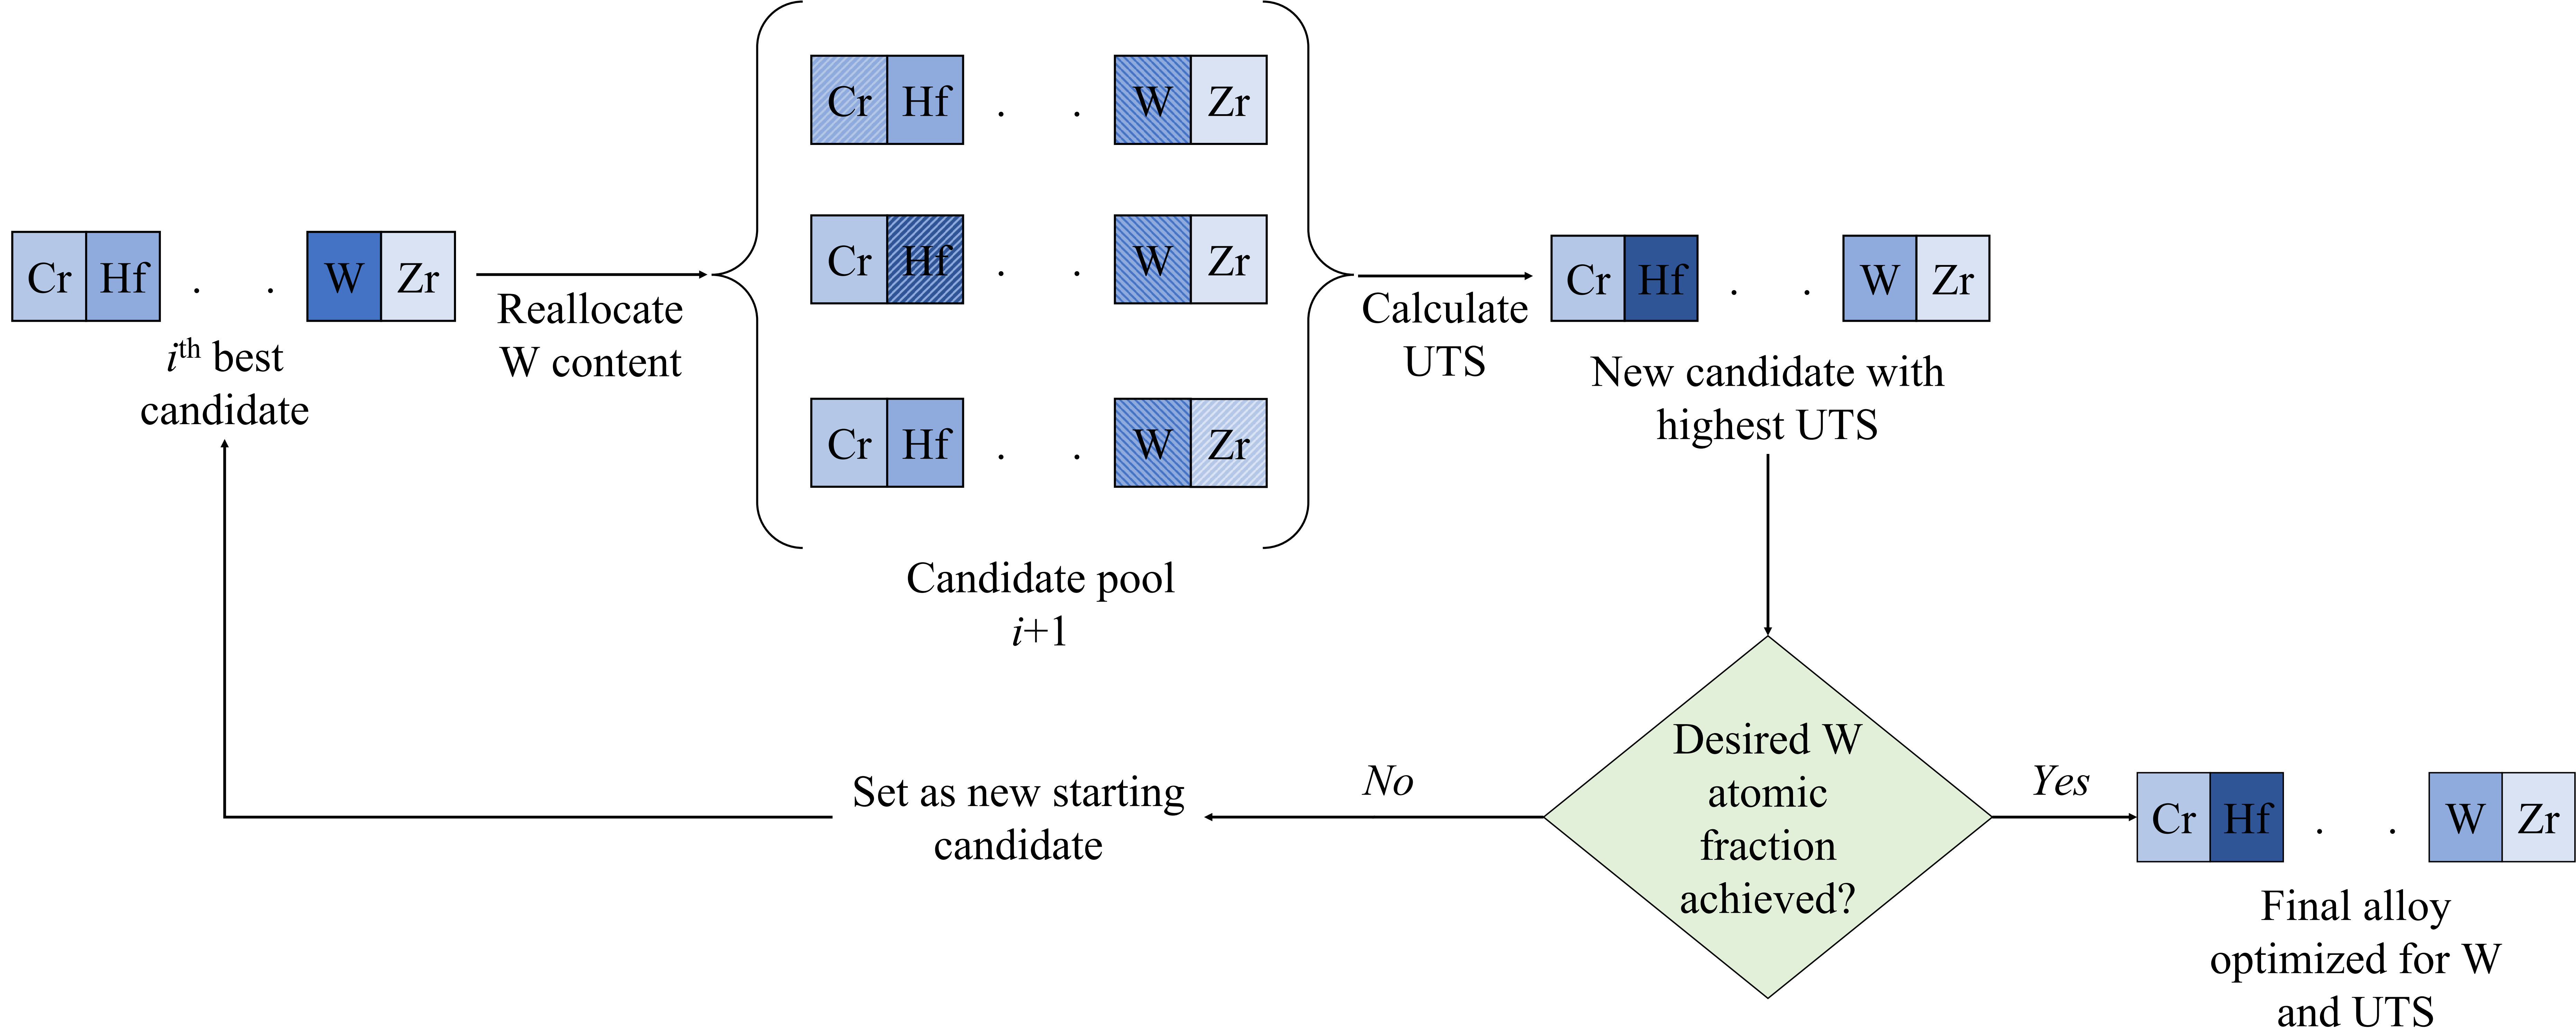 Cr Hf . . W Zr
i^th best
candidate
Reallocate
W content
Cr Hf . . W Zr
Cr Hf . . W Zr
Cr Hf . . W Zr
Candidate pool
i+1
Calculate
UTS
Cr Hf . . W Zr
New candidate with
highest UTS
Desired W
atomic
fraction
achieved?
No
Set as new starting
candidate
Yes
Cr Hf . . W Zr
Final alloy
optimized for W
and UTS